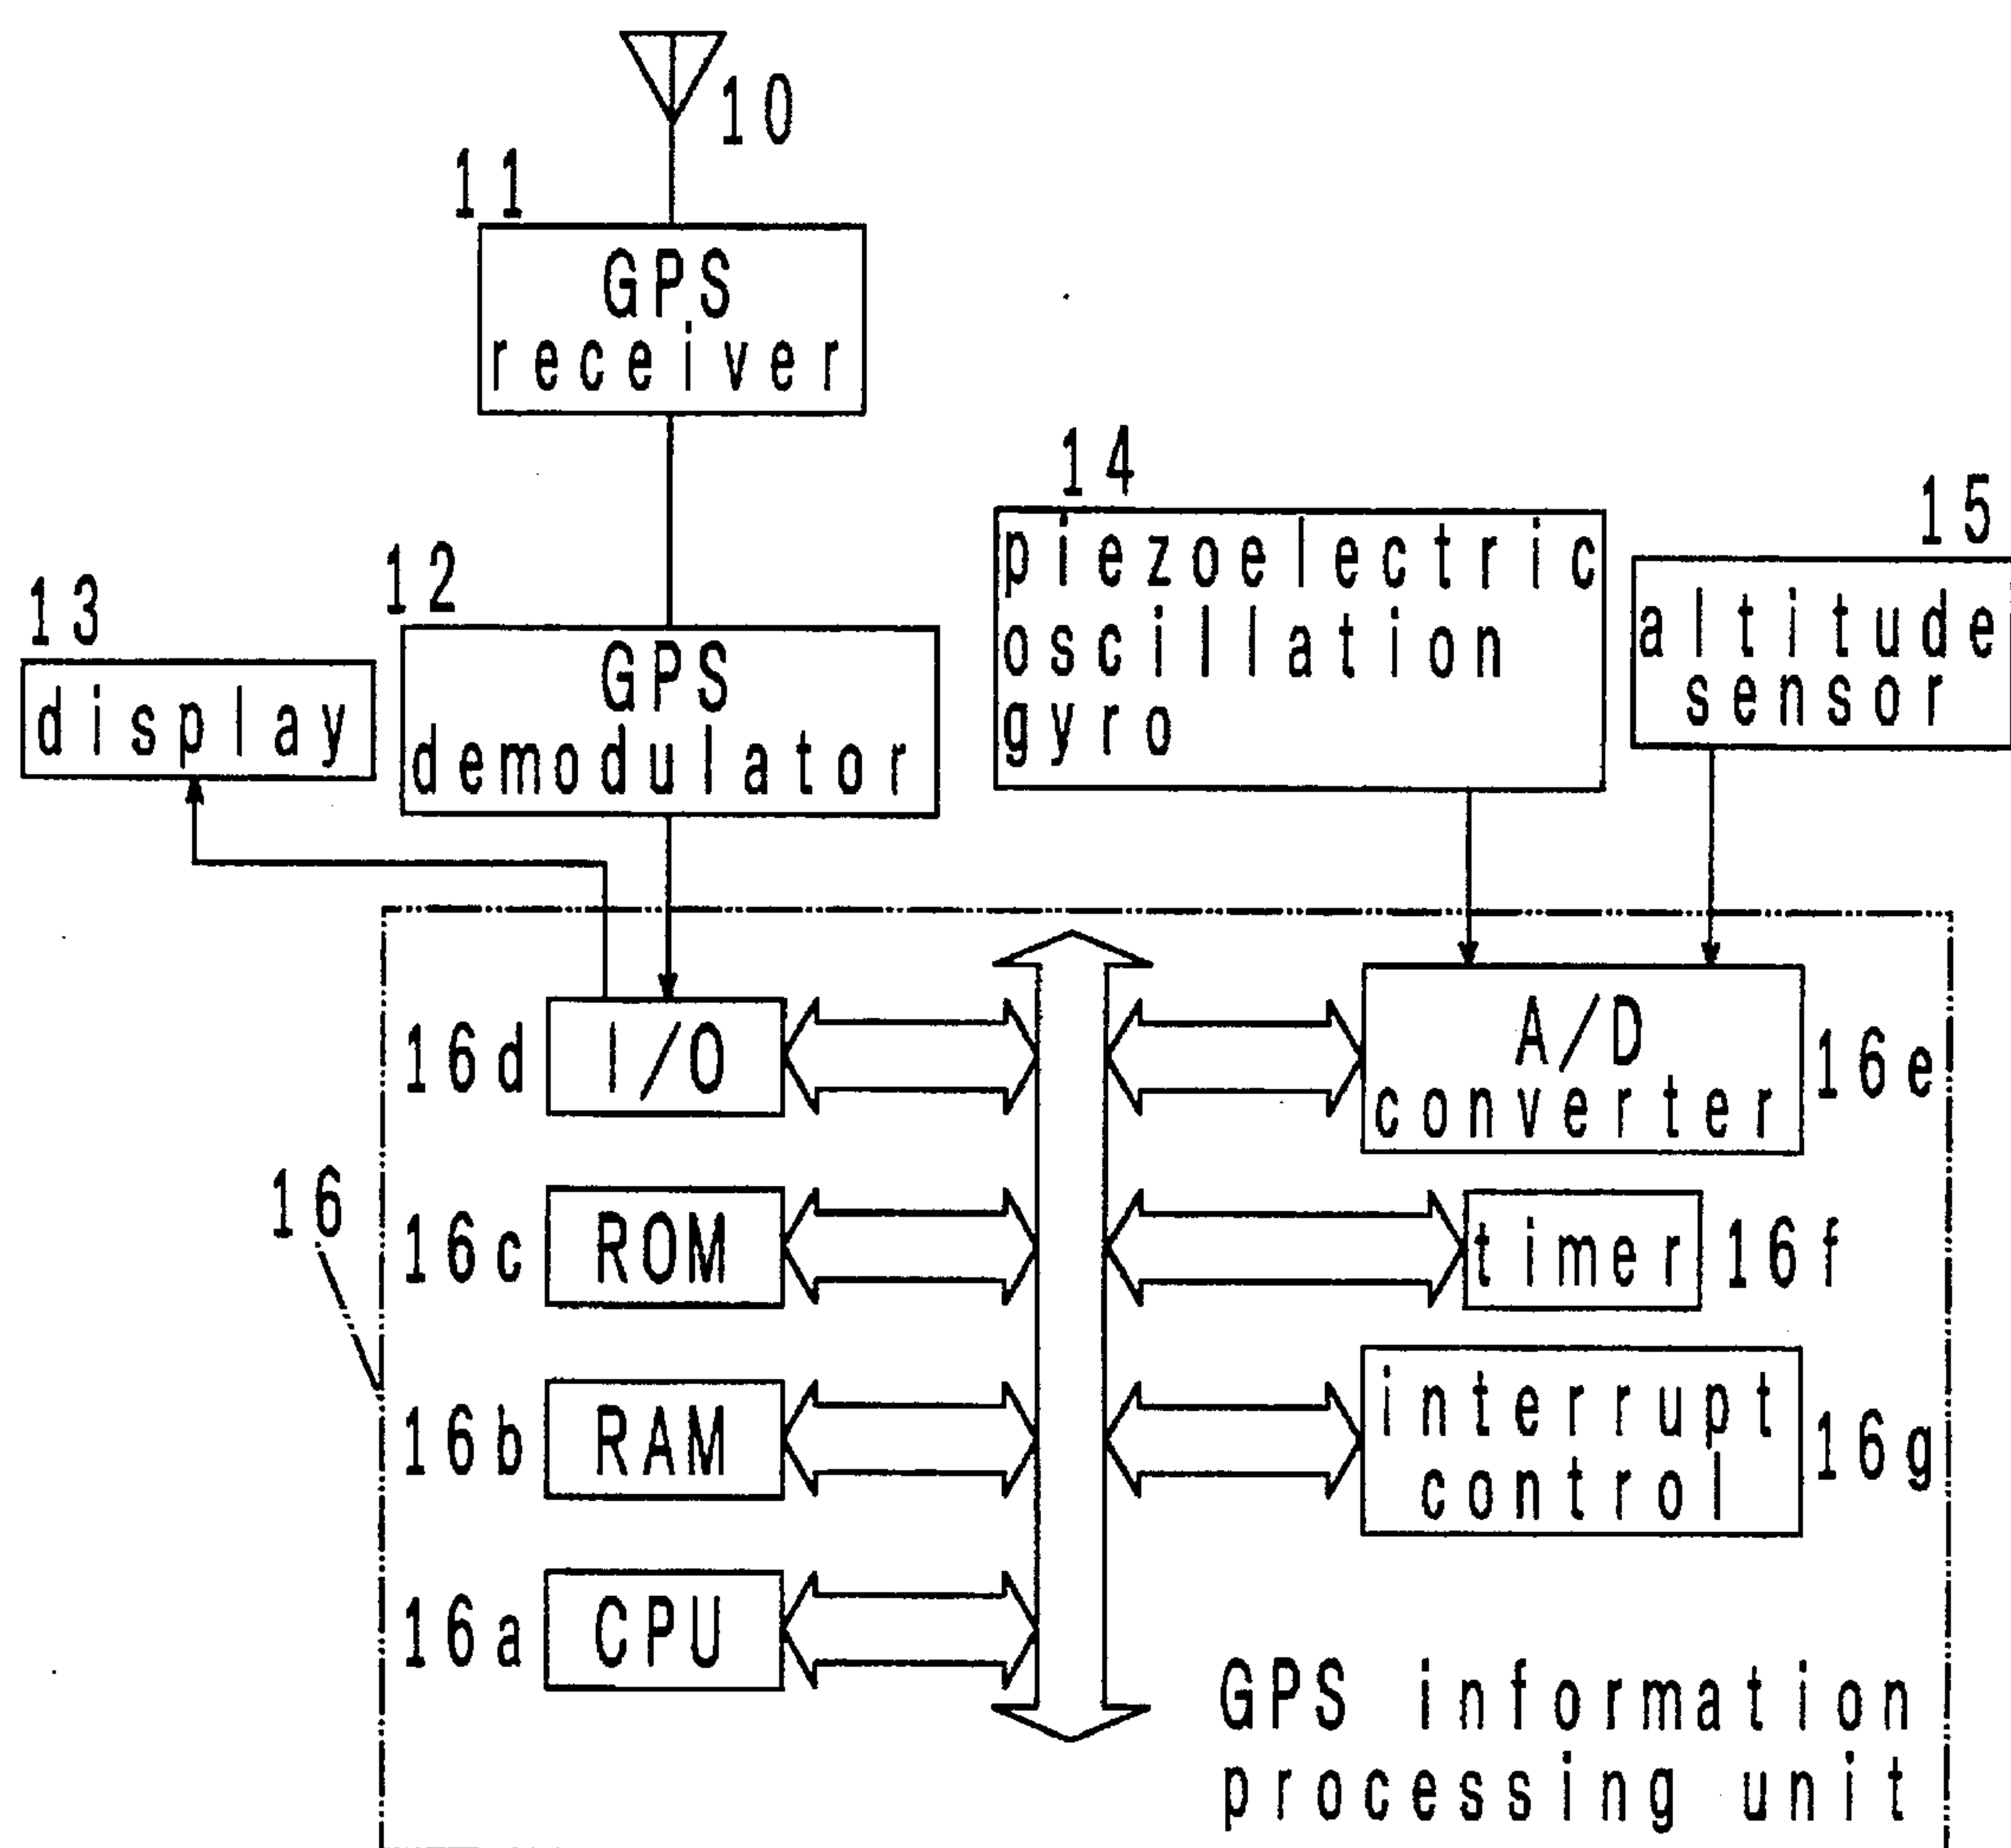 10
11
GPS
receiver
14
15
piezoelectric
oscillation
gyro
altitude
sensor
12
13
GPS
demodulator
display
16d
I/O
A/D
converter
16e
16
16c
ROM
timer
16f
16b
RAM
interrupt
control
16g
16a
CPU
GPS information
processing unit